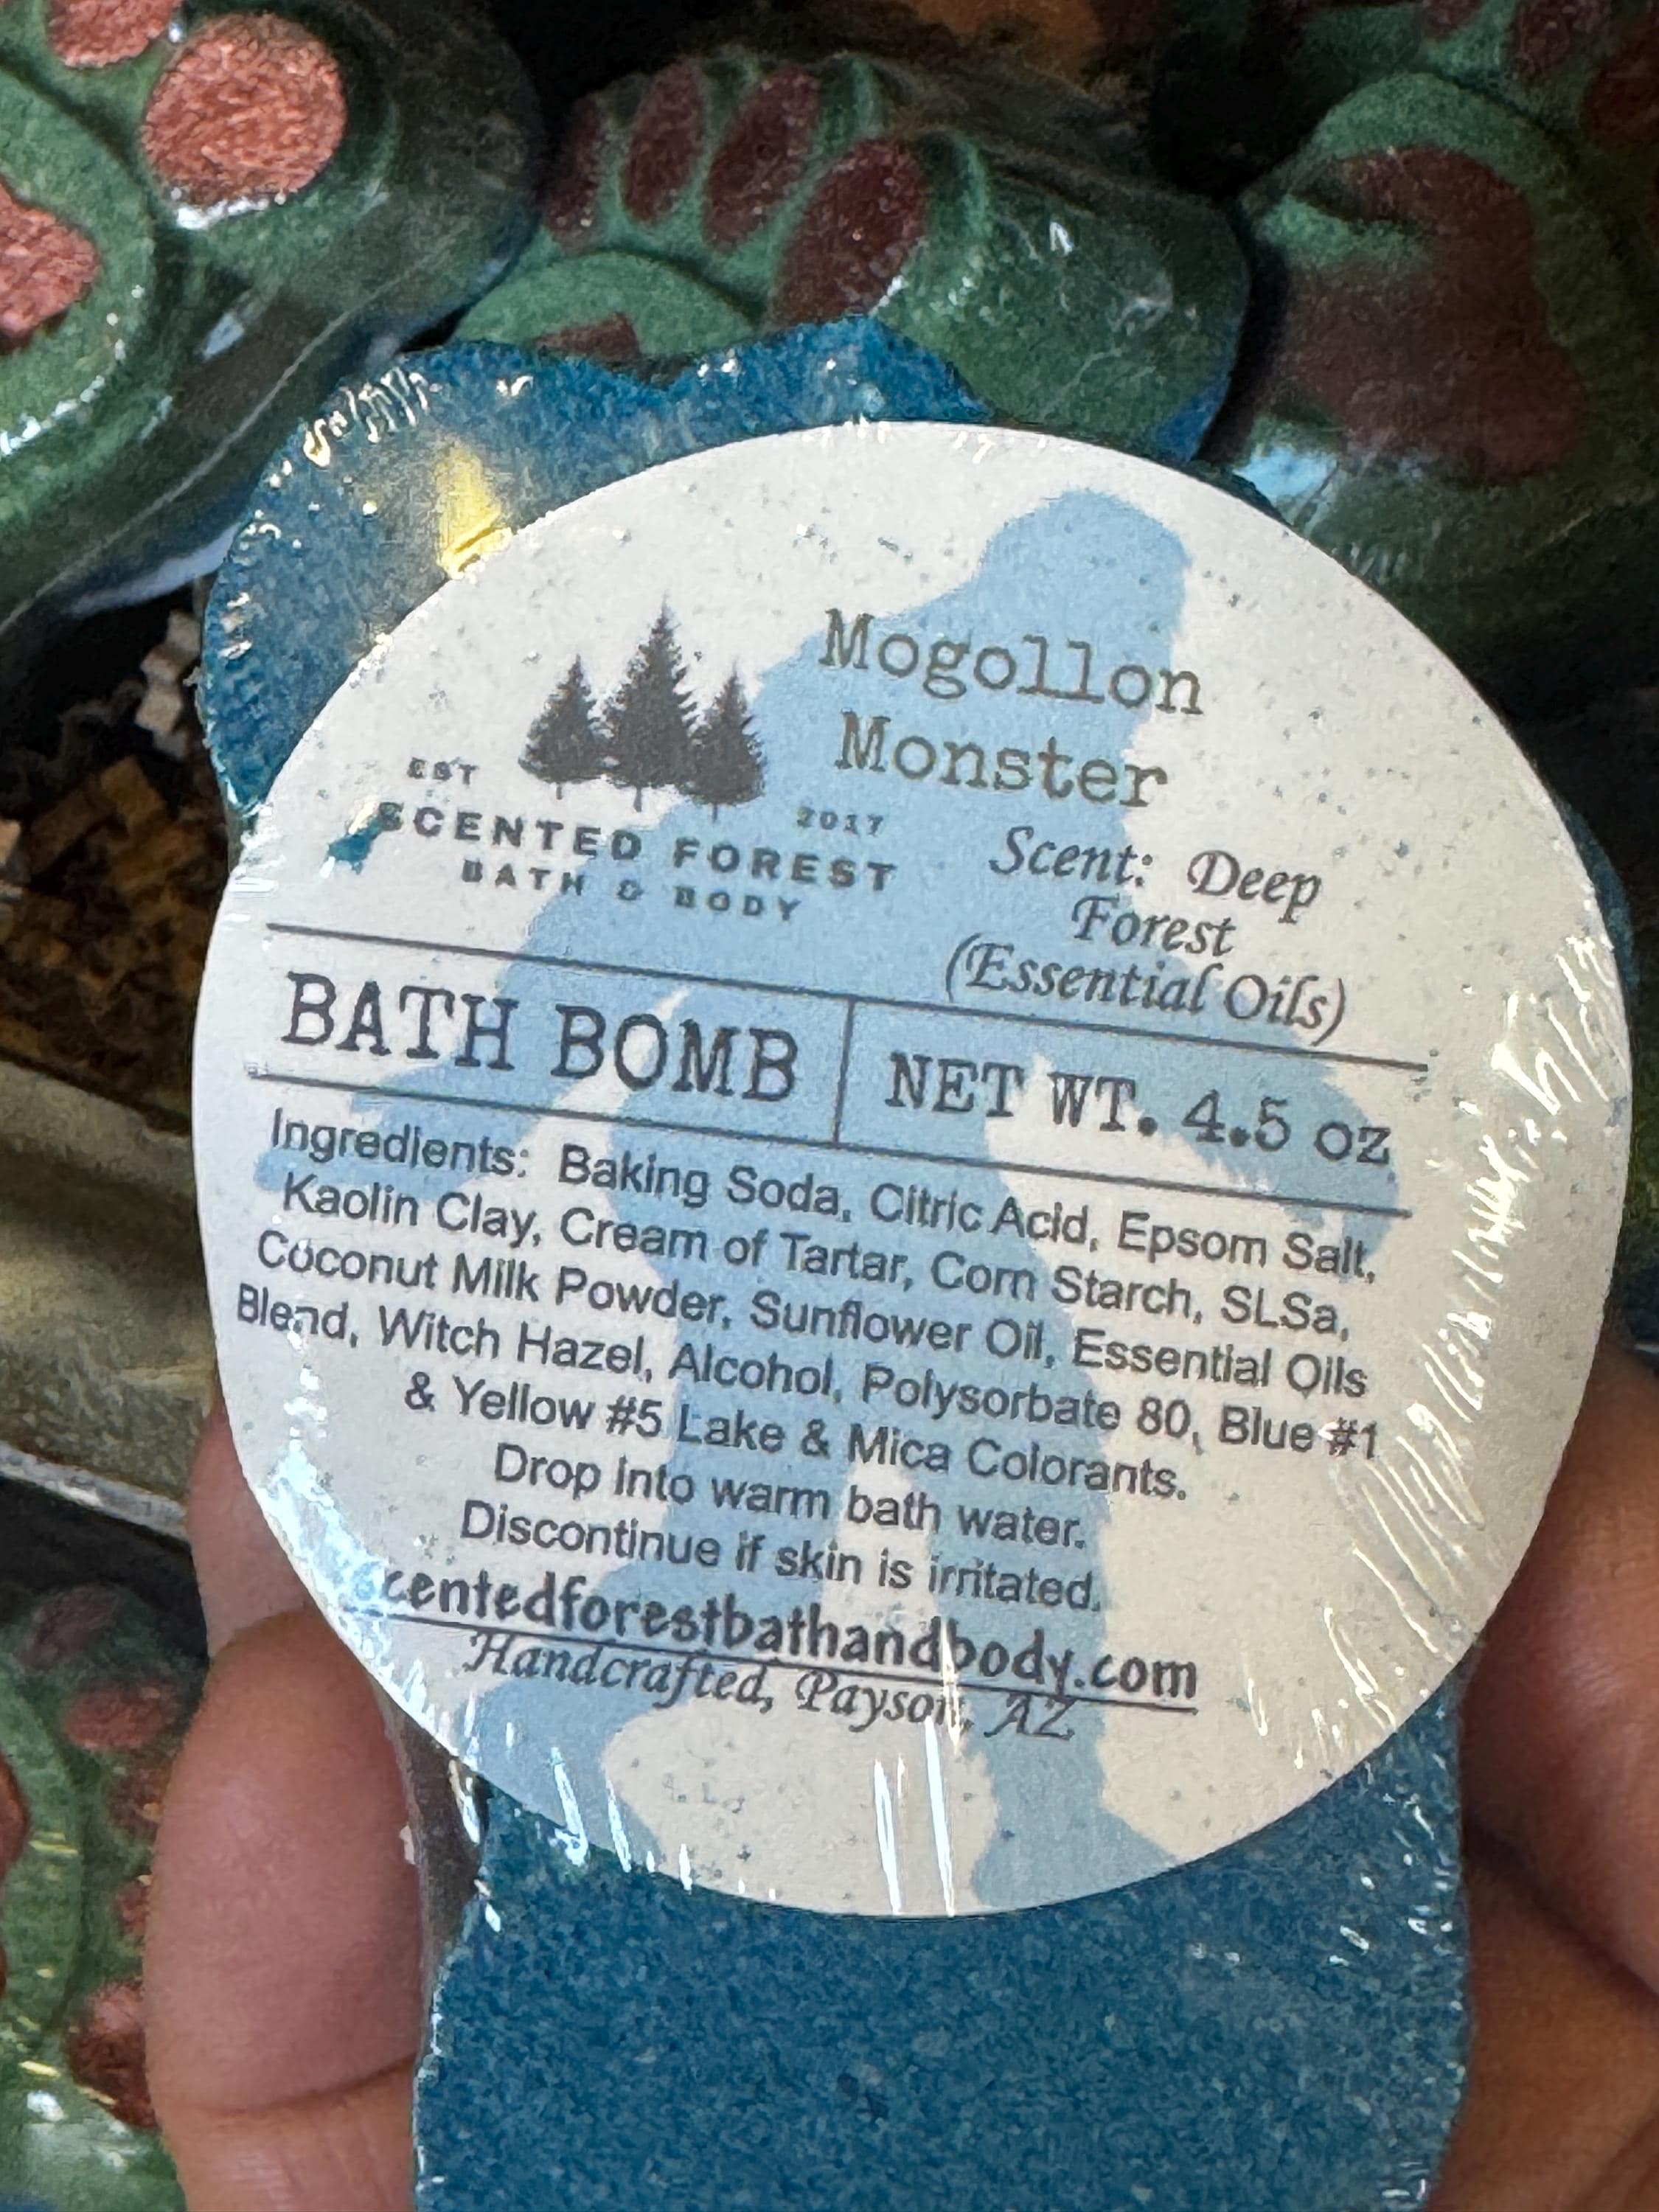 Mogollon
Monster
EST
2017
SCENTED FOREST
BATH & BODY
Scent: Deep
Forest
(Essential Oils)
BATH BOMB
NET WT. 4.5 oz
Ingredients: Baking Soda, Citric Acid, Epsom Salt,
Kaolin Clay, Cream of Tartar, Corn Starch, SLSa,
Coconut Milk Powder, Sunflower Oil, Essential Oils
Blend, Witch Hazel, Alcohol, Polysorbate 80, Blue #1
& Yellow #5 Lake & Mica Colorants.
Drop into warm bath water.
Discontinue if skin is irritated.
scentedforestbathandbody.com
Handcrafted, Payson, AZ